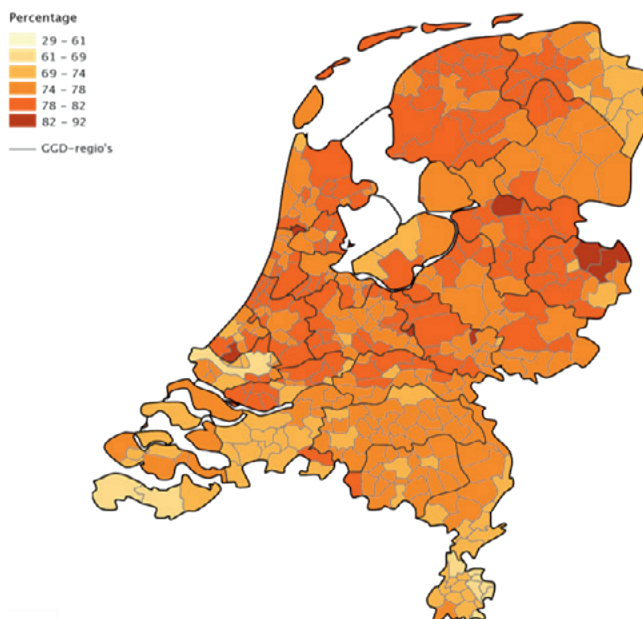 Percentage
29 – 61
61 – 69
69 – 74
74 – 78
78 – 82
82 – 92
GGD-regio's